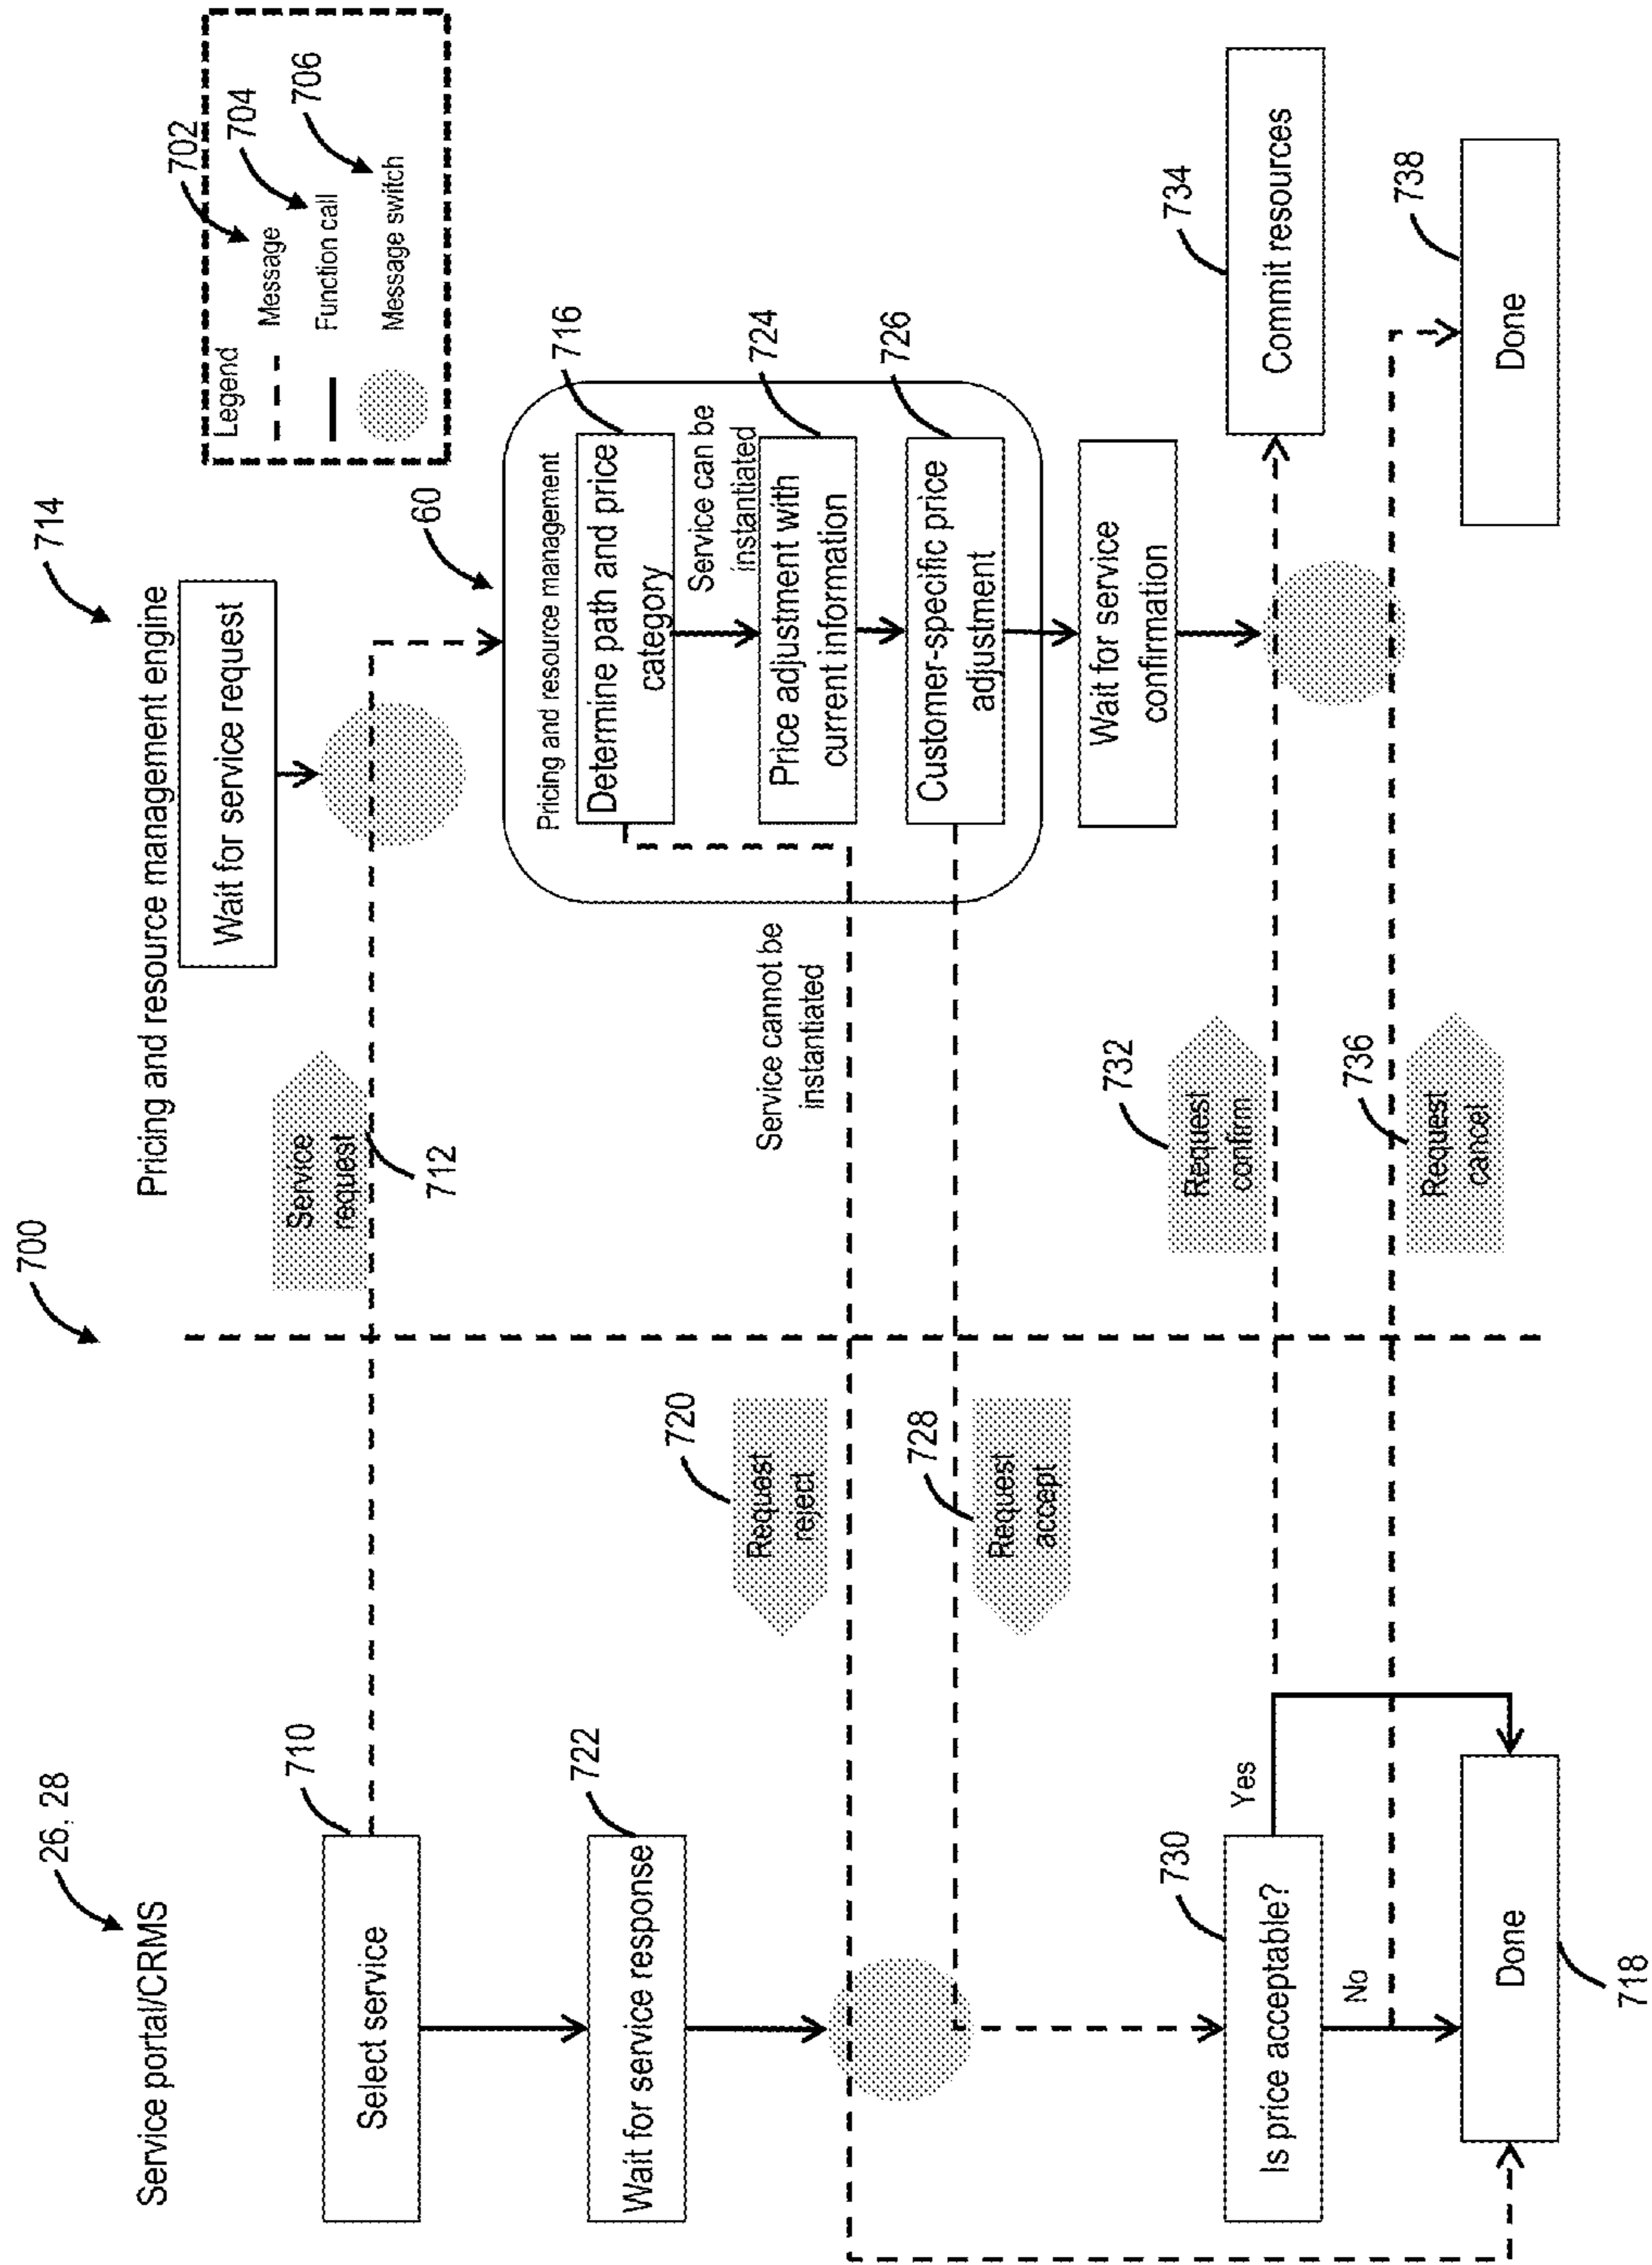 700
26, 28
Service portal/CRMS
Pricing and resource management engine
714
Legend
Message
702
Function call
704
Message switch
706
Select service
710
Service
request
712
Wait for service request
Wait for service response
722
60
Pricing and resource management
Determine path and price
category
716
Service can be
instantiated
Service cannot be
instantiated
Request
reject
720
Price adjustment with
current information
724
Customer-specific price
adjustment
726
Request
accept
728
Wait for service
confirmation
Is price acceptable?
730
Yes
No
Request
confirm
732
Commit resources
734
Request
cancel
736
Done
718
Done
738